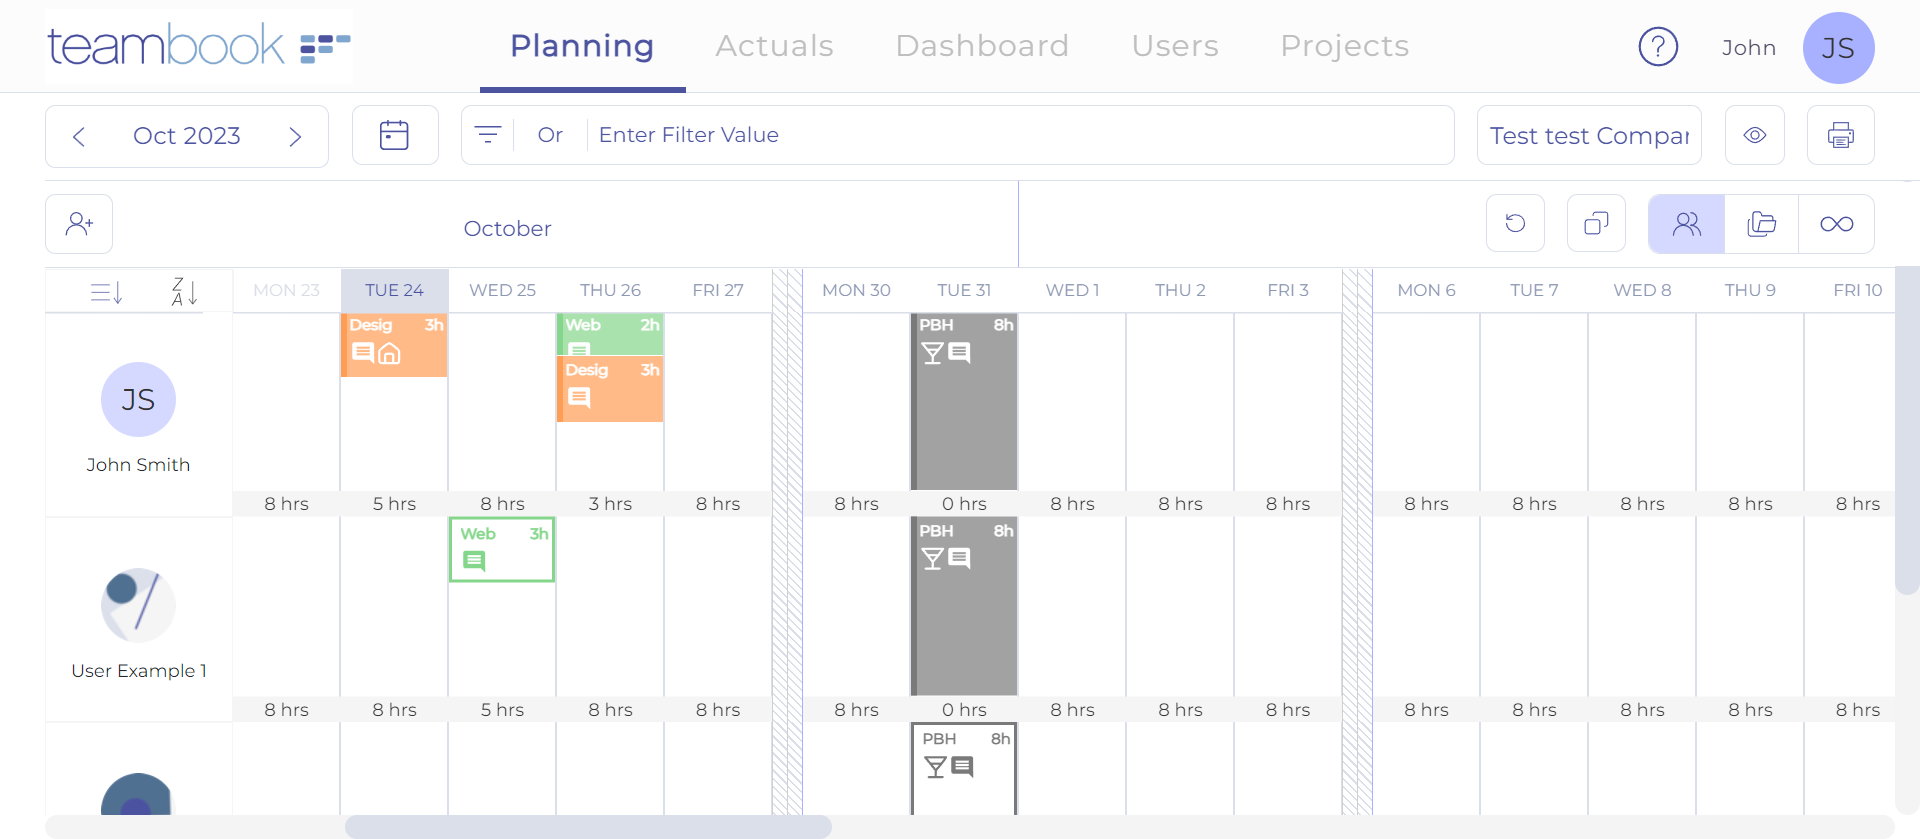 teambook
Planning Actuals Dashboard Users Projects
? John JS
Oct 2023 Or Enter Filter Value Test test Compar
October
Z A MON 23 TUE 24 WED 25 THU 26 FRI 27 MON 30 TUE 31 WED 1 THU 2 FRI 3 MON 6 TUE 7 WED 8 THU 9 FRI 10
Desig 3h Web 2h PBH 8h
Desig 3h
JS
John Smith
8 hrs 5 hrs 8 hrs 3 hrs 8 hrs 8 hrs 0 hrs 8 hrs 8 hrs 8 hrs 8 hrs 8 hrs 8 hrs 8 hrs 8 hrs
Web 3h PBH 8h
User Example 1
8 hrs 8 hrs 5 hrs 8 hrs 8 hrs 8 hrs 0 hrs 8 hrs 8 hrs 8 hrs 8 hrs 8 hrs 8 hrs 8 hrs 8 hrs
PBH 8h